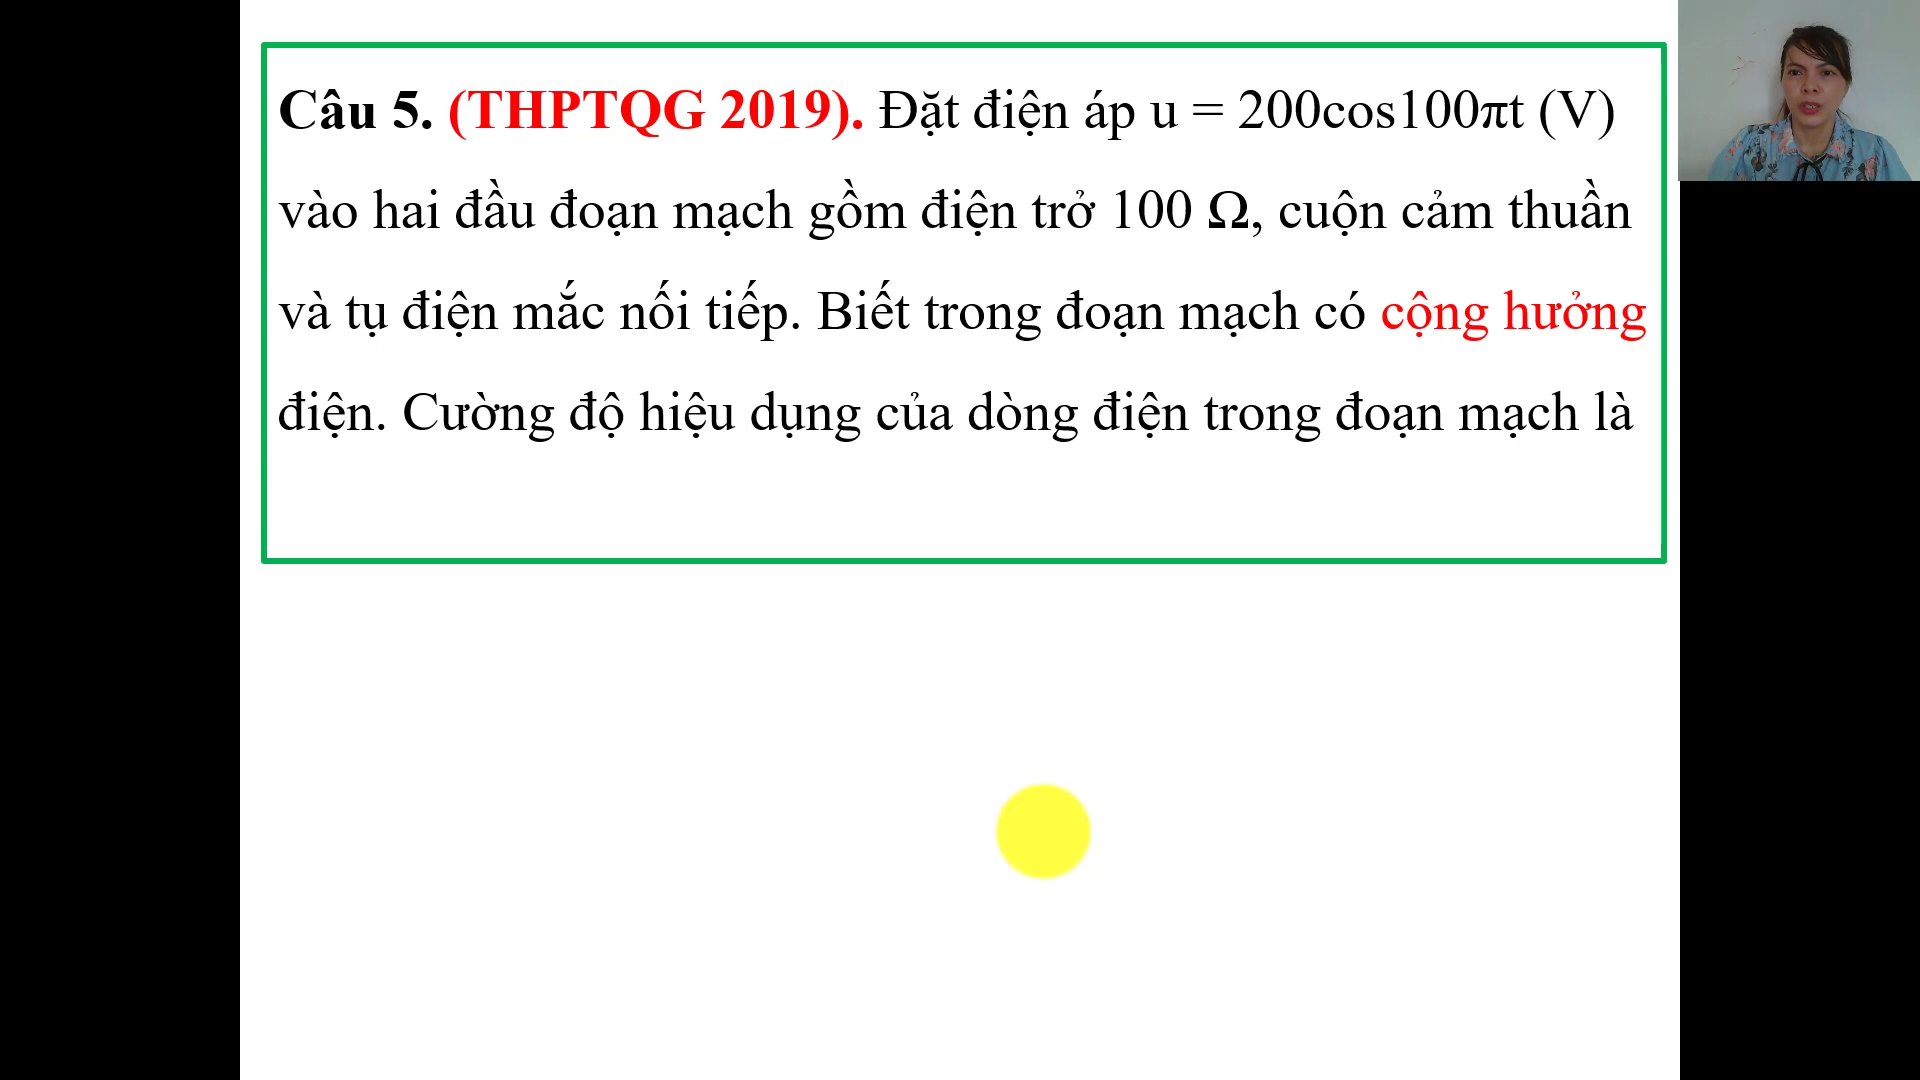 Câu 5. (THPTQG 2019). Đặt điện áp u = 200cos100πt (V)
vào hai đầu đoạn mạch gồm điện trở 100 Ω, cuộn cảm thuần
và tụ điện mắc nối tiếp. Biết trong đoạn mạch có cộng hưởng
điện. Cường độ hiệu dụng của dòng điện trong đoạn mạch là